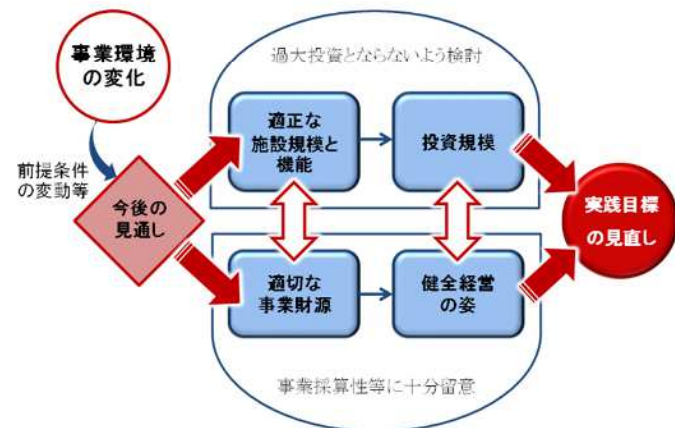 事業環境
の変化
前提条件
の変動等
今後の
見通し
過大投資とならないよう検討
適正な
施設規模と
機能
投資規模
適切な
事業財源
健全経営
の姿
事業採算性等に十分留意
実践目標
の見直し